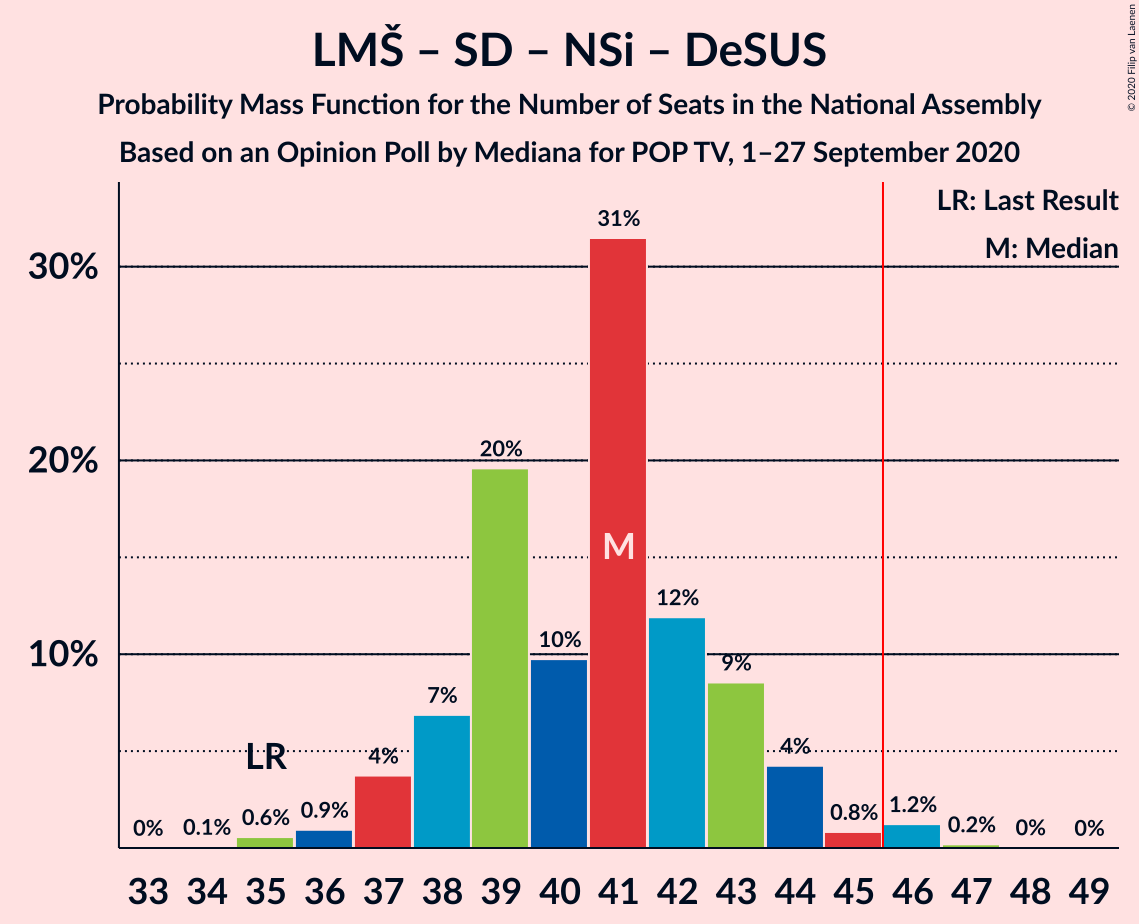 LMŠ – SD – NSi – DeSUS
Probability Mass Function for the Number of Seats in the National Assembly
Based on an Opinion Poll by Mediana for POP TV, 1–27 September 2020
© 2020 Filip van Laenen
LR: Last Result
M: Median
30%
20%
10%
0%
0.1%
0.6%
0.9%
4%
7%
20%
10%
31%
12%
9%
4%
0.8%
1.2%
0.2%
0%
0%
LR
M
33 34 35 36 37 38 39 40 41 42 43 44 45 46 47 48 49